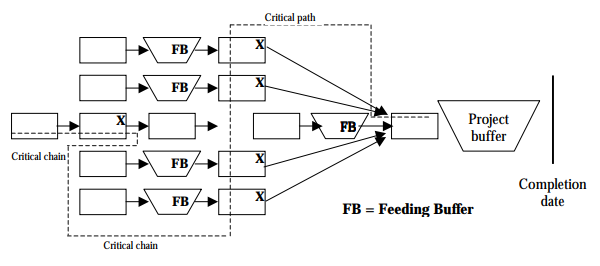 Critical path
FB
X
FB
X
X
FB
Project
buffer
Critical chain
FB
X
Completion
date
FB
X
FB = Feeding Buffer
Critical chain